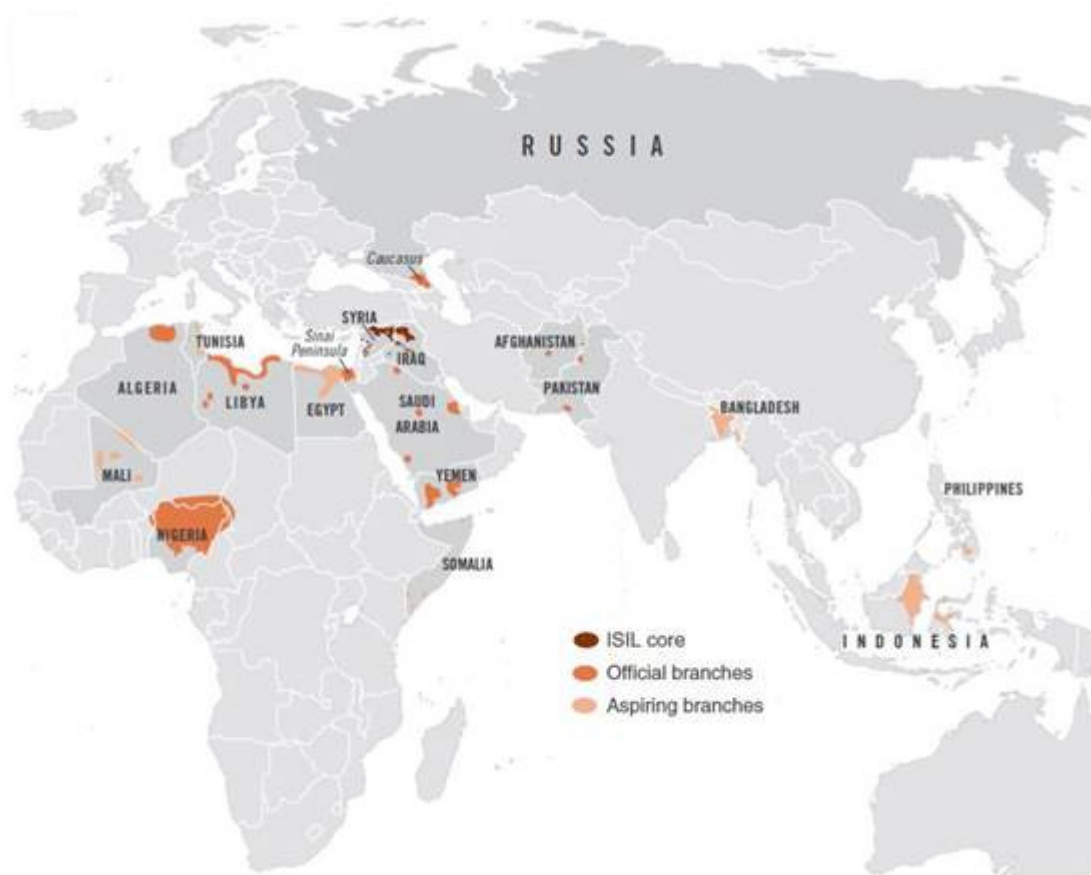 RUSSIA
Caucasus
SYRIA
TUNISIA
Sinai
Peninsula
IRAQ
AFGHANISTAN
ALGERIA
LIBYA
EGYPT
SAUDI
ARABIA
PAKISTAN
BANGLADESH
MALI
YEMEN
PHILIPPINES
NIGERIA
SOMALIA
INDONESIA
ISIL core
Official branches
Aspiring branches